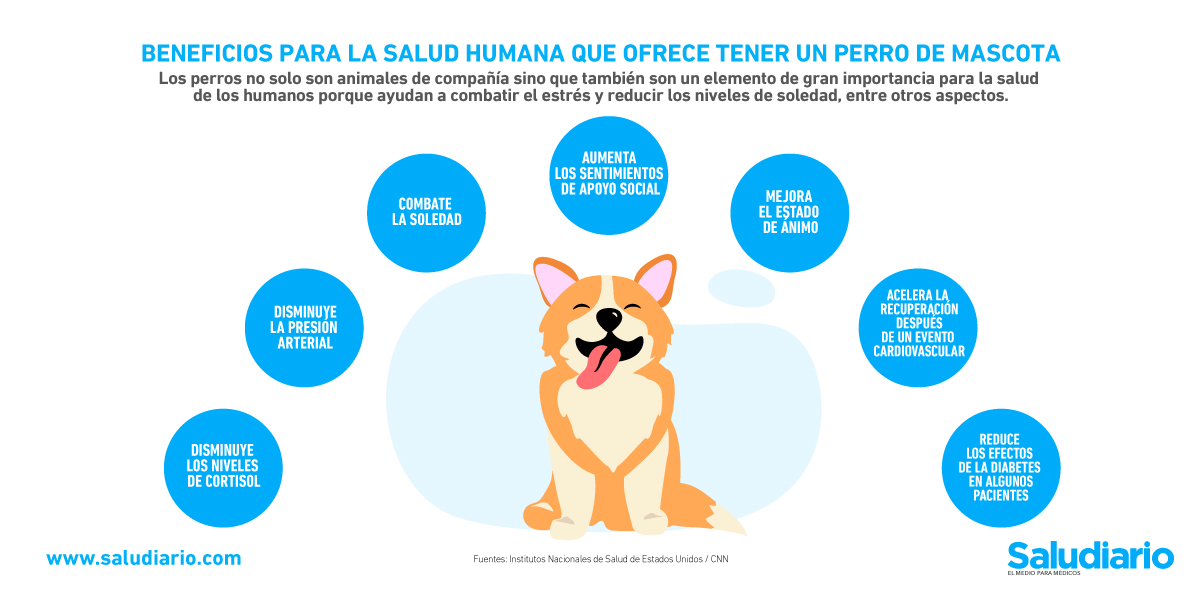 BENEFICIOS PARA LA SALUD HUMANA QUE OFRECE TENER UN PERRO DE MASCOTA
Los perros no solo son animales de compañía sino que también son un elemento de gran importancia para la salud
de los humanos porque ayudan a combatir el estrés y reducir los niveles de soledad, entre otros aspectos.
DISMINUYE
LOS NIVELES
DE CORTISOL
DISMINUYE
LA PRESIÓN
ARTERIAL
COMBATE
LA SOLEDAD
AUMENTA
LOS SENTIMIENTOS
DE APOYO SOCIAL
MEJORA
EL ESTADO
DE ÁNIMO
ACELERA LA
RECUPERACIÓN
DESPUÉS
DE UN EVENTO
CARDIOVASCULAR
REDUCE
LOS EFECTOS
DE LA DIABETES
EN ALGUNOS
PACIENTES
www.saludiario.com
Fuentes: Institutos Nacionales de Salud de Estados Unidos / CNN
Saludiario
EL MEDIO PARA MÉDICOS